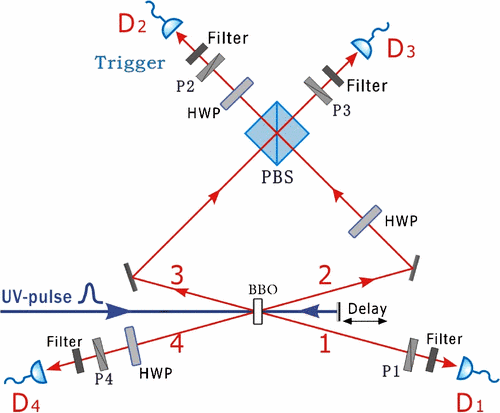 D2
Filter
D3
Trigger
P2
Filter
HWP
P3
PBS
HWP
3
2
BBO
UV-pulse
Delay
4
1
Filter
Filter
P4
HWP
P1
D4
D1